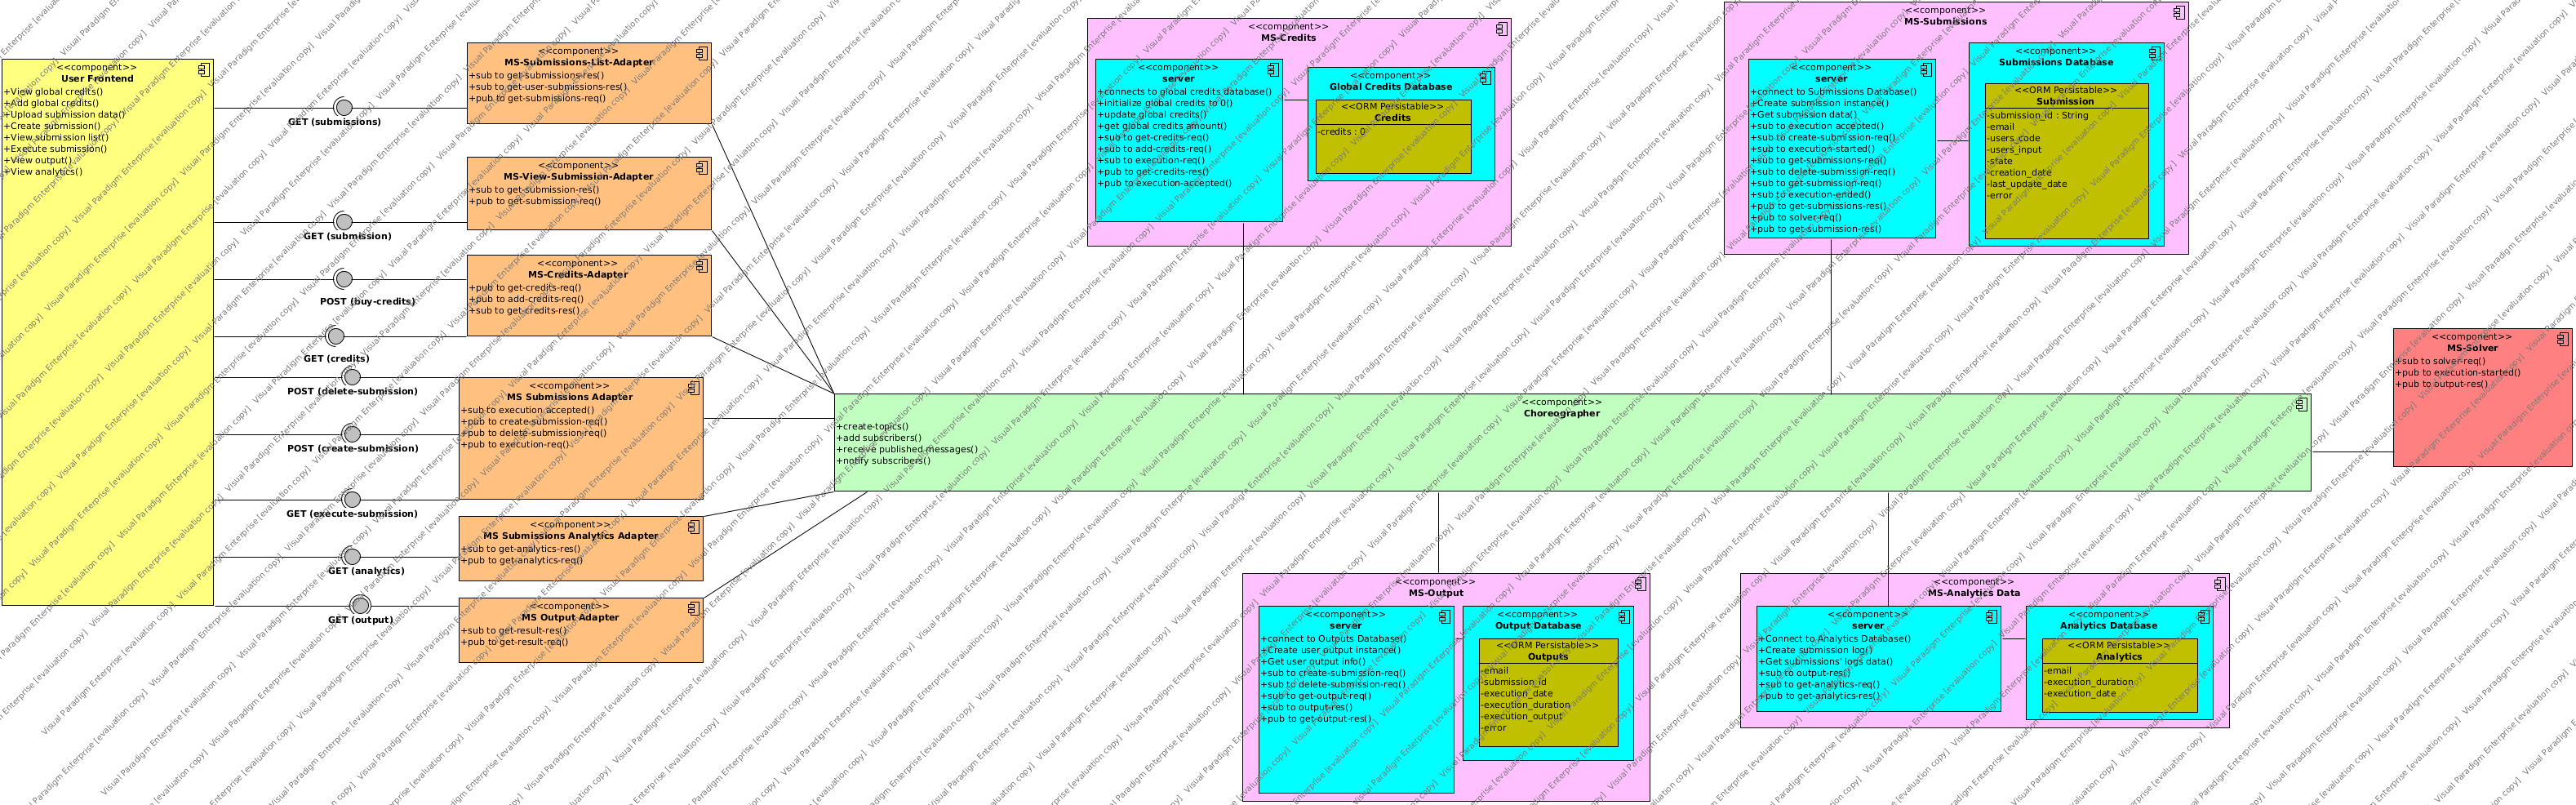 <<component>>
User Frontend
+View global credits()
+Add global credits()
+Upload submission data()
+Create submission()
+View submission list()
+Execute submission()
+View output()
+View analytics()
GET (submissions)
GET (submission)
POST (buy-credits)
GET (credits)
POST (delete-submission)
POST (create-submission)
GET (execute-submission)
GET (analytics)
GET (output)
<<component>>
MS-Submissions-List-Adapter
+sub to get-submissions-res()
+sub to get-user-submissions-res()
+pub to get-submissions-req()
<<component>>
MS-View-Submission-Adapter
+sub to get-submission-res()
+pub to get-submission-req()
<<component>>
MS-Credits-Adapter
+pub to get-credits-req()
+pub to add-credits-req()
+sub to get-credits-res()
<<component>>
MS Submissions Adapter
+sub to execution accepted()
+pub to create-submission-req()
+pub to delete-submission-req()
+pub to execution-req()
<<component>>
MS Submissions Analytics Adapter
+sub to get-analytics-res()
+pub to get-analytics-req()
<<component>>
MS Output Adapter
+sub to get-result-res()
+pub to get-result-req()
<<component>>
MS-Credits
<<component>>
server
+connects to global credits database()
+initialize global credits to 0()
+update global credits()
+get global credits amount()
+sub to get-credits-req()
+sub to add-credits-req()
+sub to execution-req()
+pub to get-credits-res()
+pub to execution-accepted()
<<component>>
Global Credits Database
<<ORM Persistable>>
Credits
-credits : 0
<<component>>
MS-Submissions
<<component>>
server
+connect to Submissions Database()
+Create submission instance()
+Get submission data()
+sub to execution accepted()
+sub to create-submission-req()
+sub to execution-started()
+sub to get-submissions-req()
+sub to delete-submission-req()
+sub to get-submission-req()
+sub to execution-ended()
+pub to get-submissions-res()
+pub to solver-req()
+pub to get-submission-res()
<<component>>
Submissions Database
<<ORM Persistable>>
Submission
-submission_id : String
-email
-users_code
-users_input
-state
-creation_date
-last_update_date
-error
<<component>>
MS-Solver
+sub to solver-req()
+pub to execution-started()
+pub to output-res()
<<component>>
Choreographer
+create-topics()
+add subscribers()
+receive published messages()
+notify subscribers()
<<component>>
MS-Output
<<component>>
server
+connect to Outputs Database()
+Create user output instance()
+Get user output info()
+sub to create-submission-req()
+sub to delete-submission-req()
+sub to get-output-req()
+sub to output-res()
+pub to get-output-res()
<<component>>
Output Database
<<ORM Persistable>>
Outputs
-email
-submission_id
-execution_date
-execution_duration
-execution_output
-error
<<component>>
MS-Analytics Data
<<component>>
server
+Connect to Analytics Database()
+Create submission log()
+Get submissions' logs data()
+sub to output-res()
+sub to get-analytics-req()
+pub to get-analytics-res()
<<component>>
Analytics Database
<<ORM Persistable>>
Analytics
-email
-execution_duration
-execution_date
Visual Paradigm Enterprise [evaluation copy]